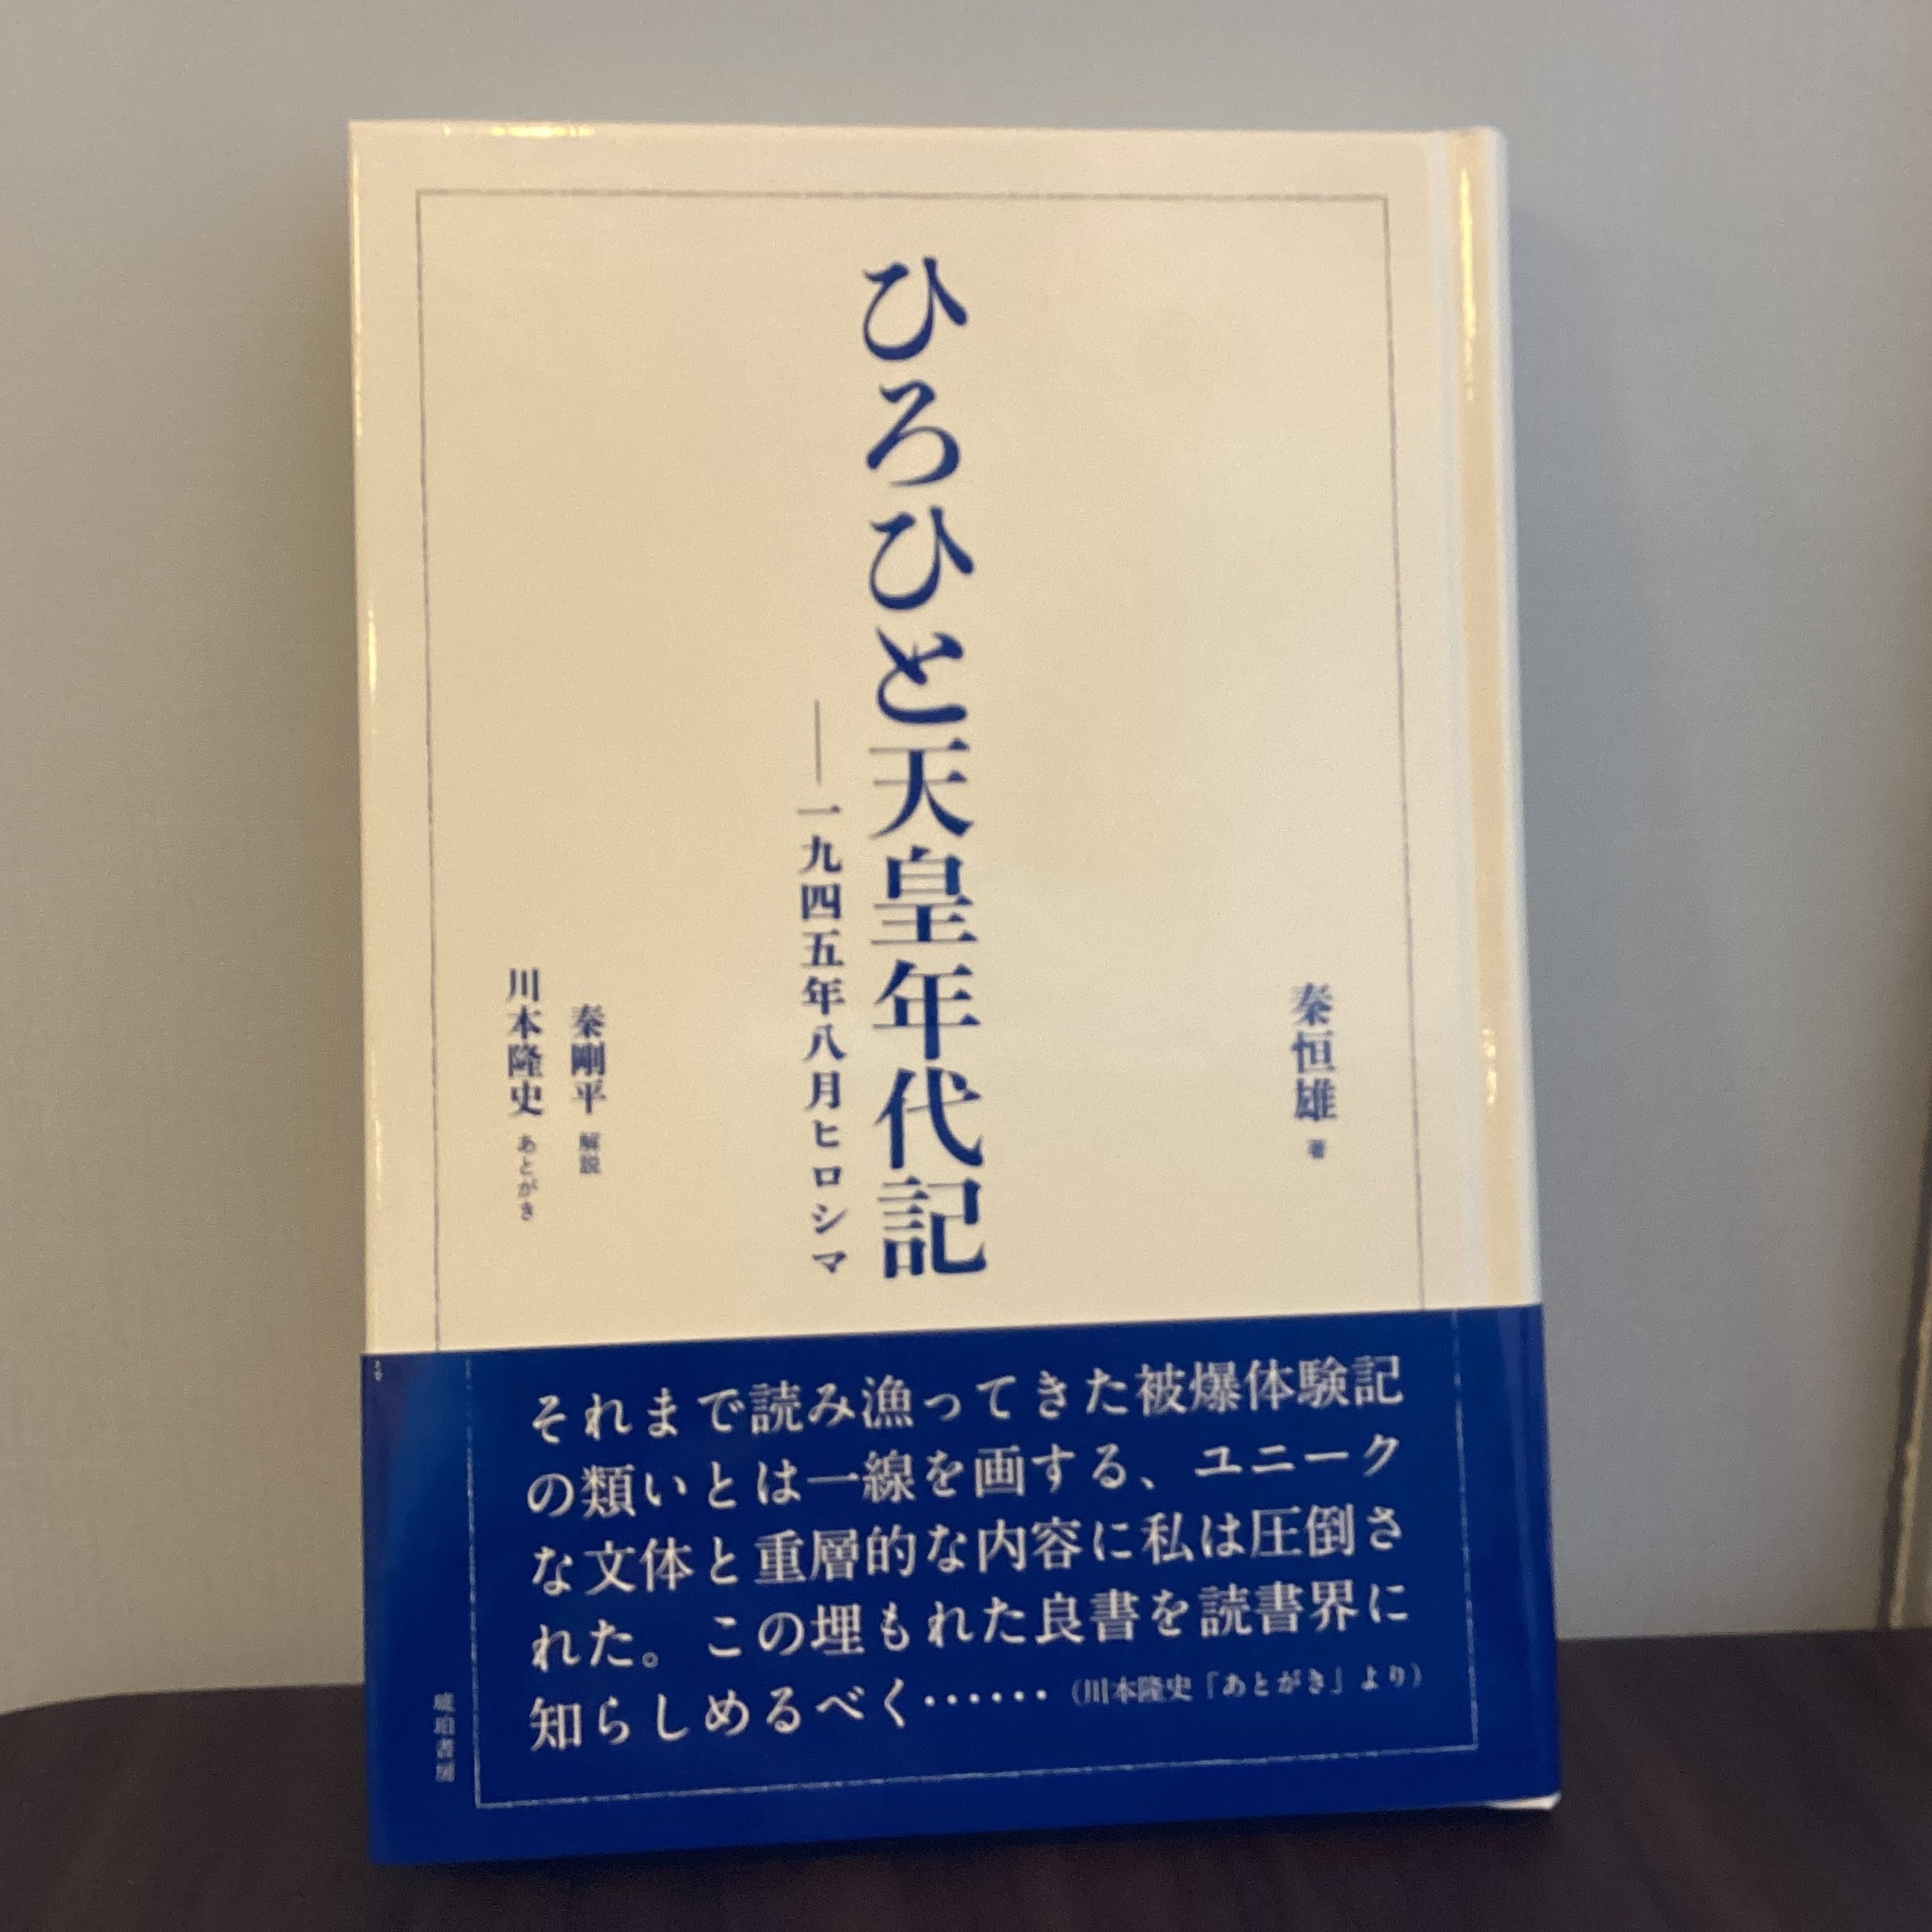 秦恒雄 著
ひろひと天皇年代記
――一九四五年八月ヒロシマ
秦剛平 解説
川本隆史 あとがき
それまで読み漁ってきた被爆体験記
の類いとは一線を画する、ユニーク
な文体と重層的な内容に私は圧倒さ
れた。この埋もれた良書を読書界に
知らしめるべく……（川本隆史「あとがき」より）
琥珀書房